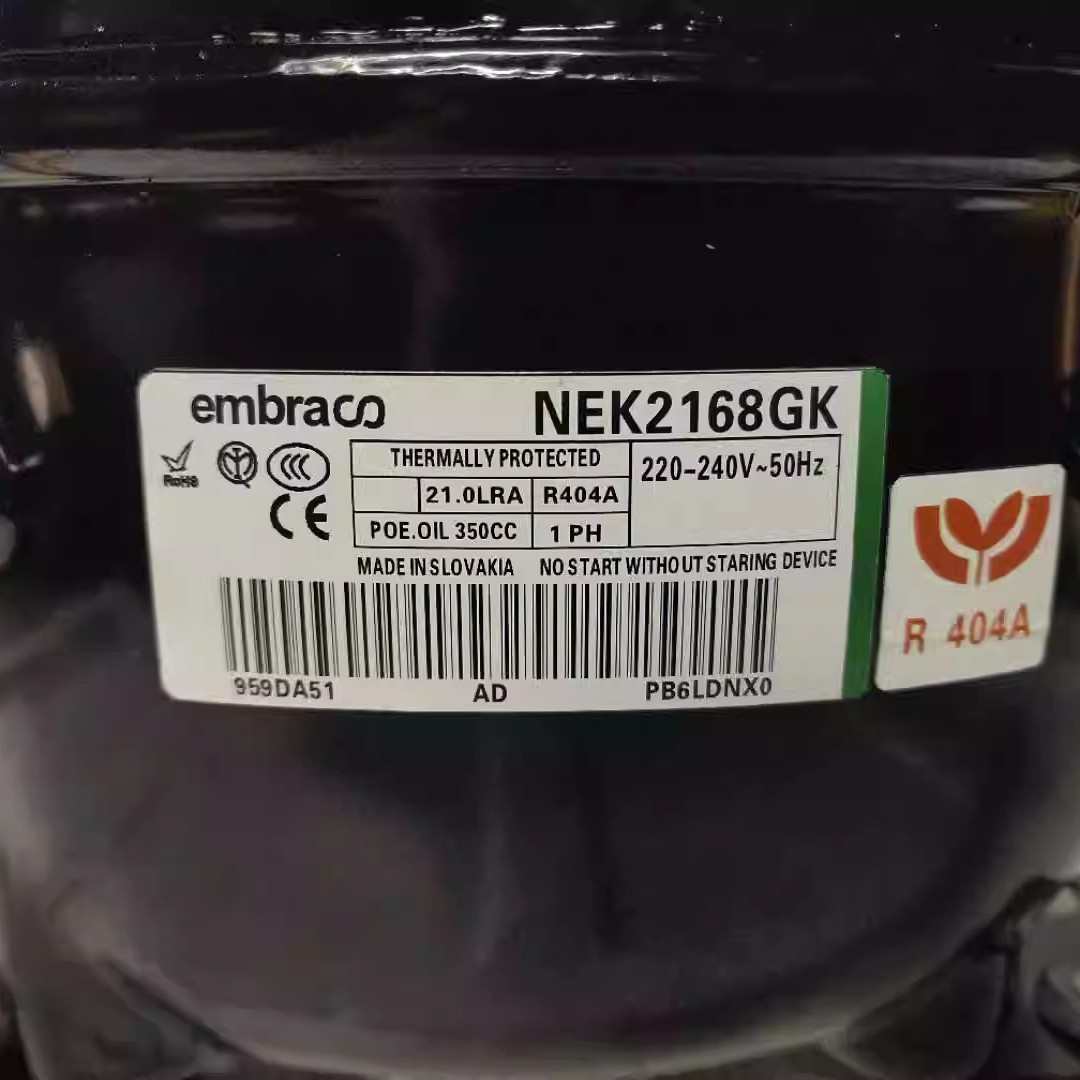 embraco
NEK2168GK
RoHS
THERMALLY PROTECTED
220-240V~50Hz
21.0LRA
R404A
CE
POE.OIL 350CC
1 PH
MADE IN SLOVAKIA
NO START WITHOUT STARING DEVICE
959DA51
AD
PB6LDNX0
R 404A